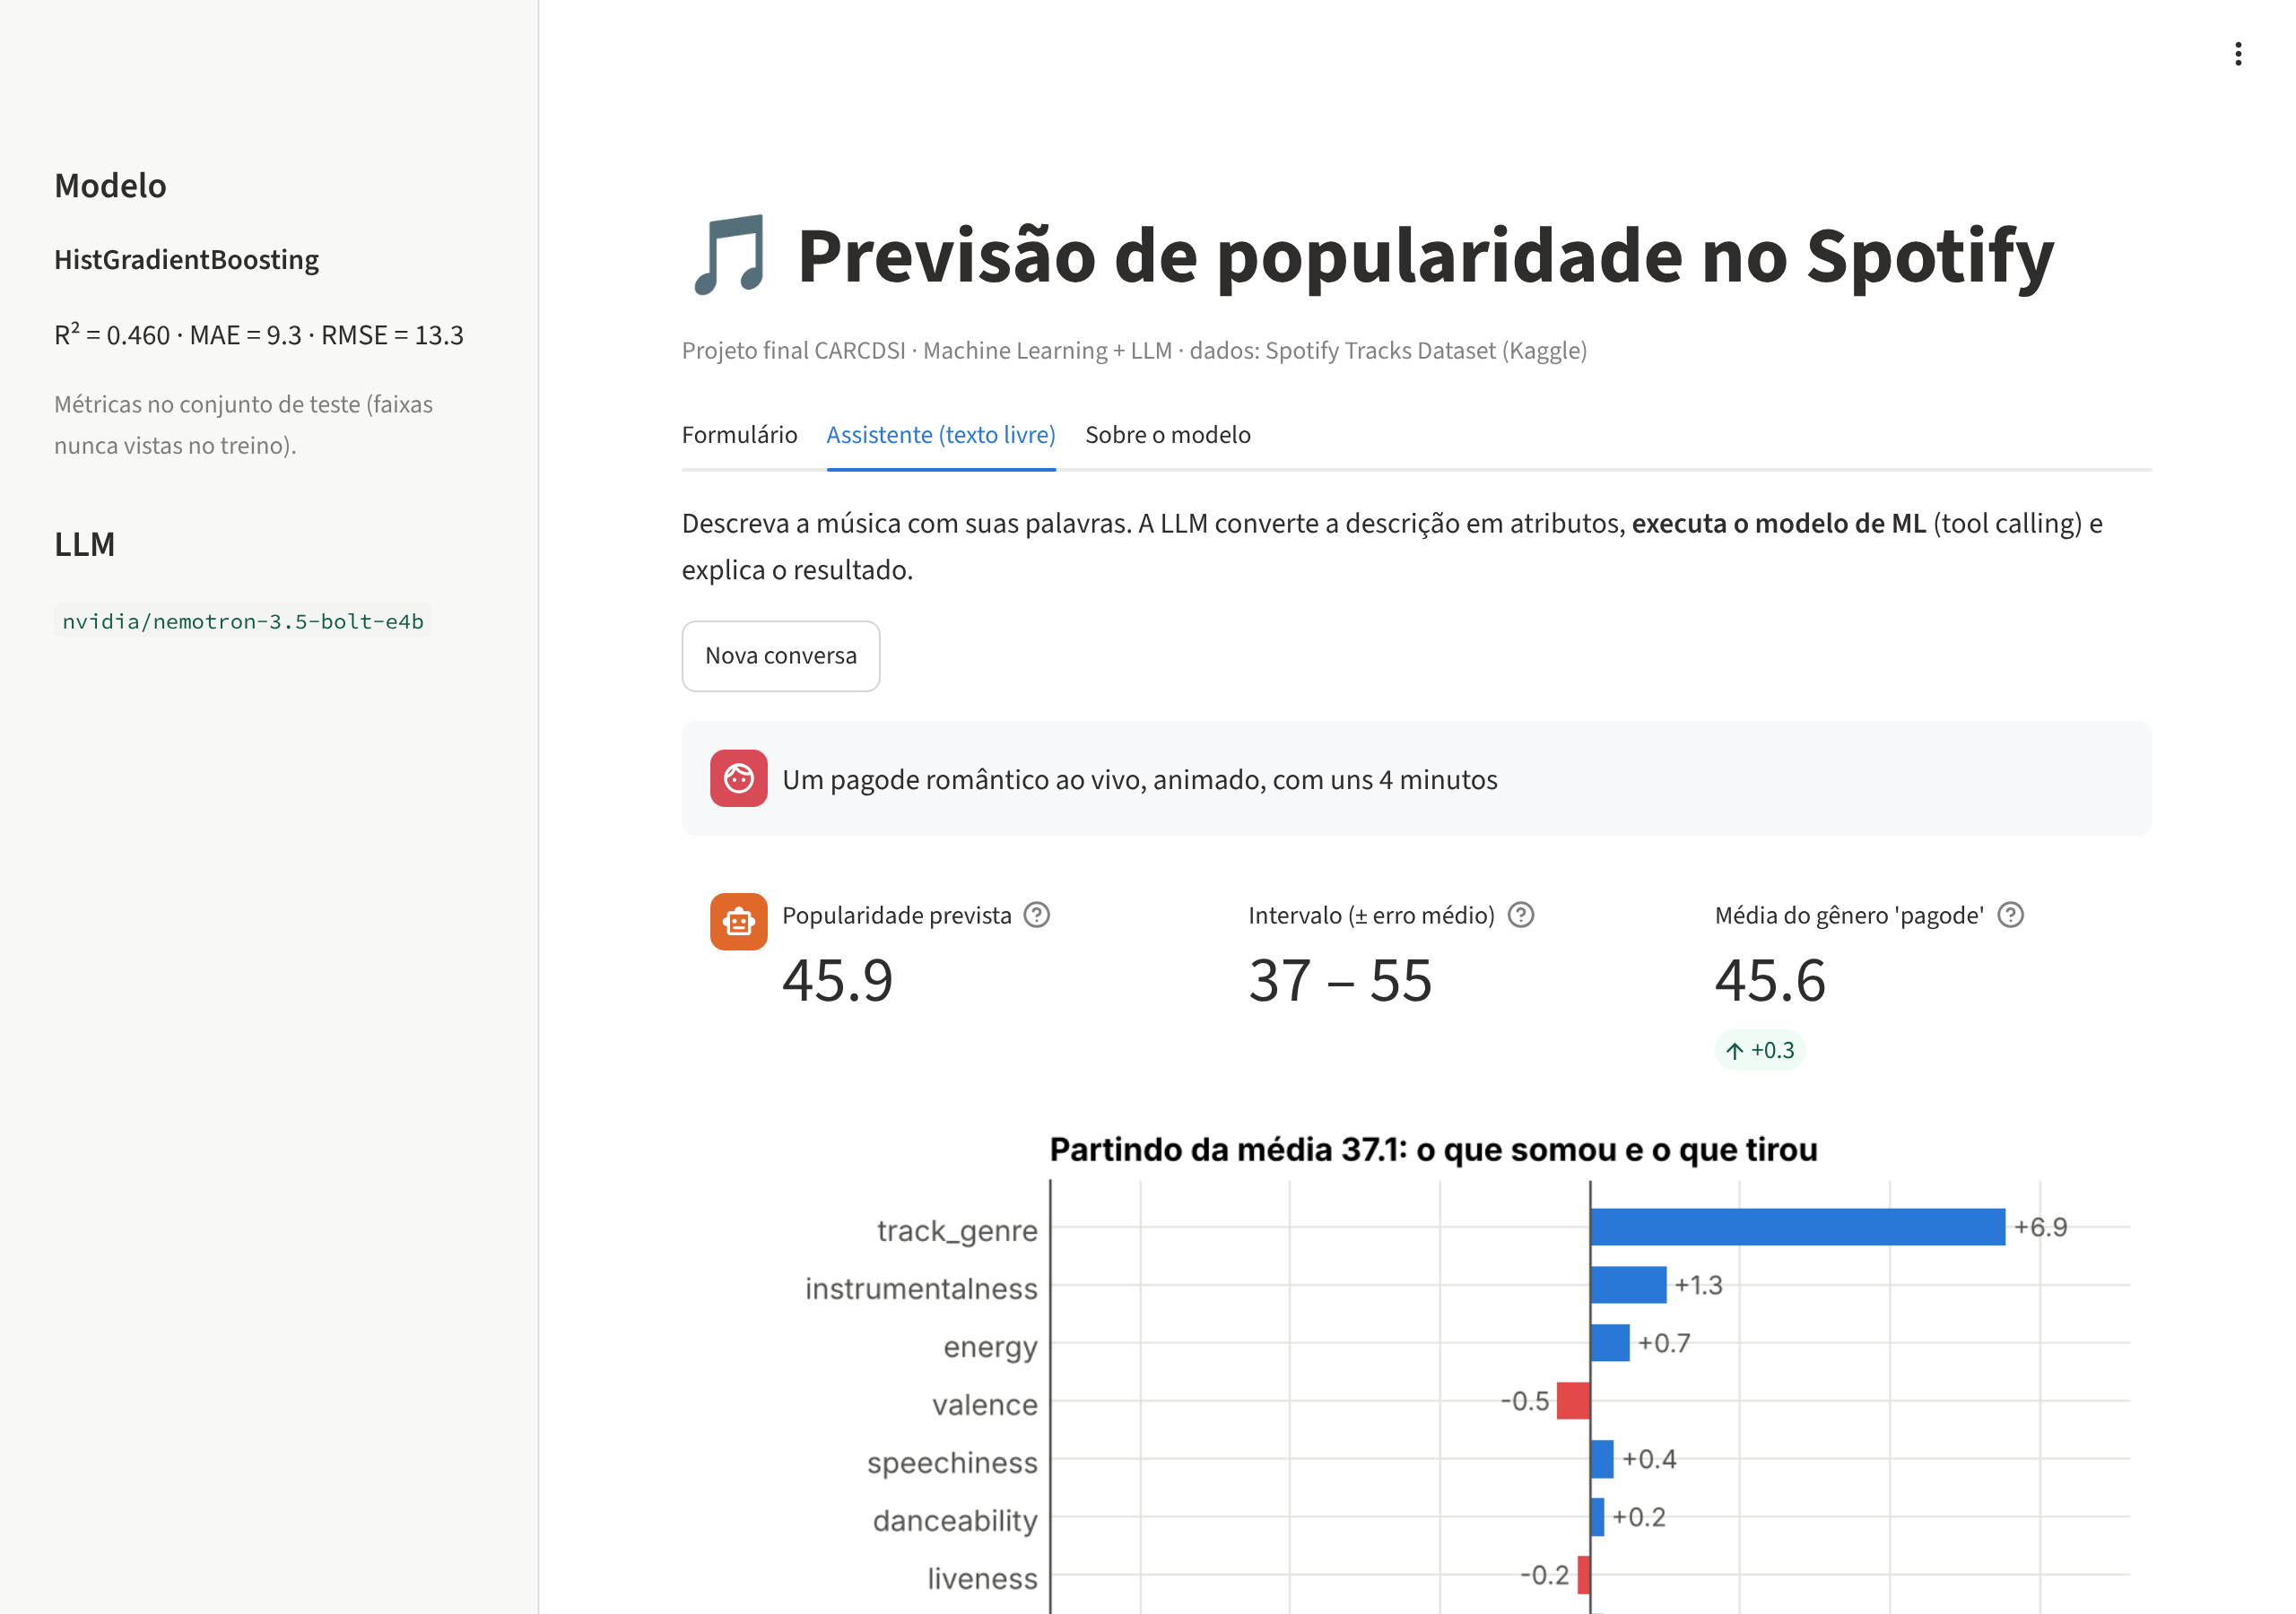 Modelo
HistGradientBoosting
R² = 0.460 · MAE = 9.3 · RMSE = 13.3
Métricas no conjunto de teste (faixas
nunca vistas no treino).
LLM
nvidia/nemotron-3.5-bolt-e4b
Previsão de popularidade no Spotify
Projeto final CARCDSI · Machine Learning + LLM · dados: Spotify Tracks Dataset (Kaggle)
Formulário Assistente (texto livre) Sobre o modelo
Descreva a música com suas palavras. A LLM converte a descrição em atributos, executa o modelo de ML (tool calling) e
explica o resultado.
Nova conversa
Um pagode romântico ao vivo, animado, com uns 4 minutos
Popularidade prevista Intervalo (± erro médio) Média do gênero 'pagode'
45.9 37 – 55 45.6
↑ +0.3
Partindo da média 37.1: o que somou e o que tirou
track_genre +6.9
instrumentalness +1.3
energy +0.7
valence -0.5
speechiness +0.4
danceability +0.2
liveness -0.2